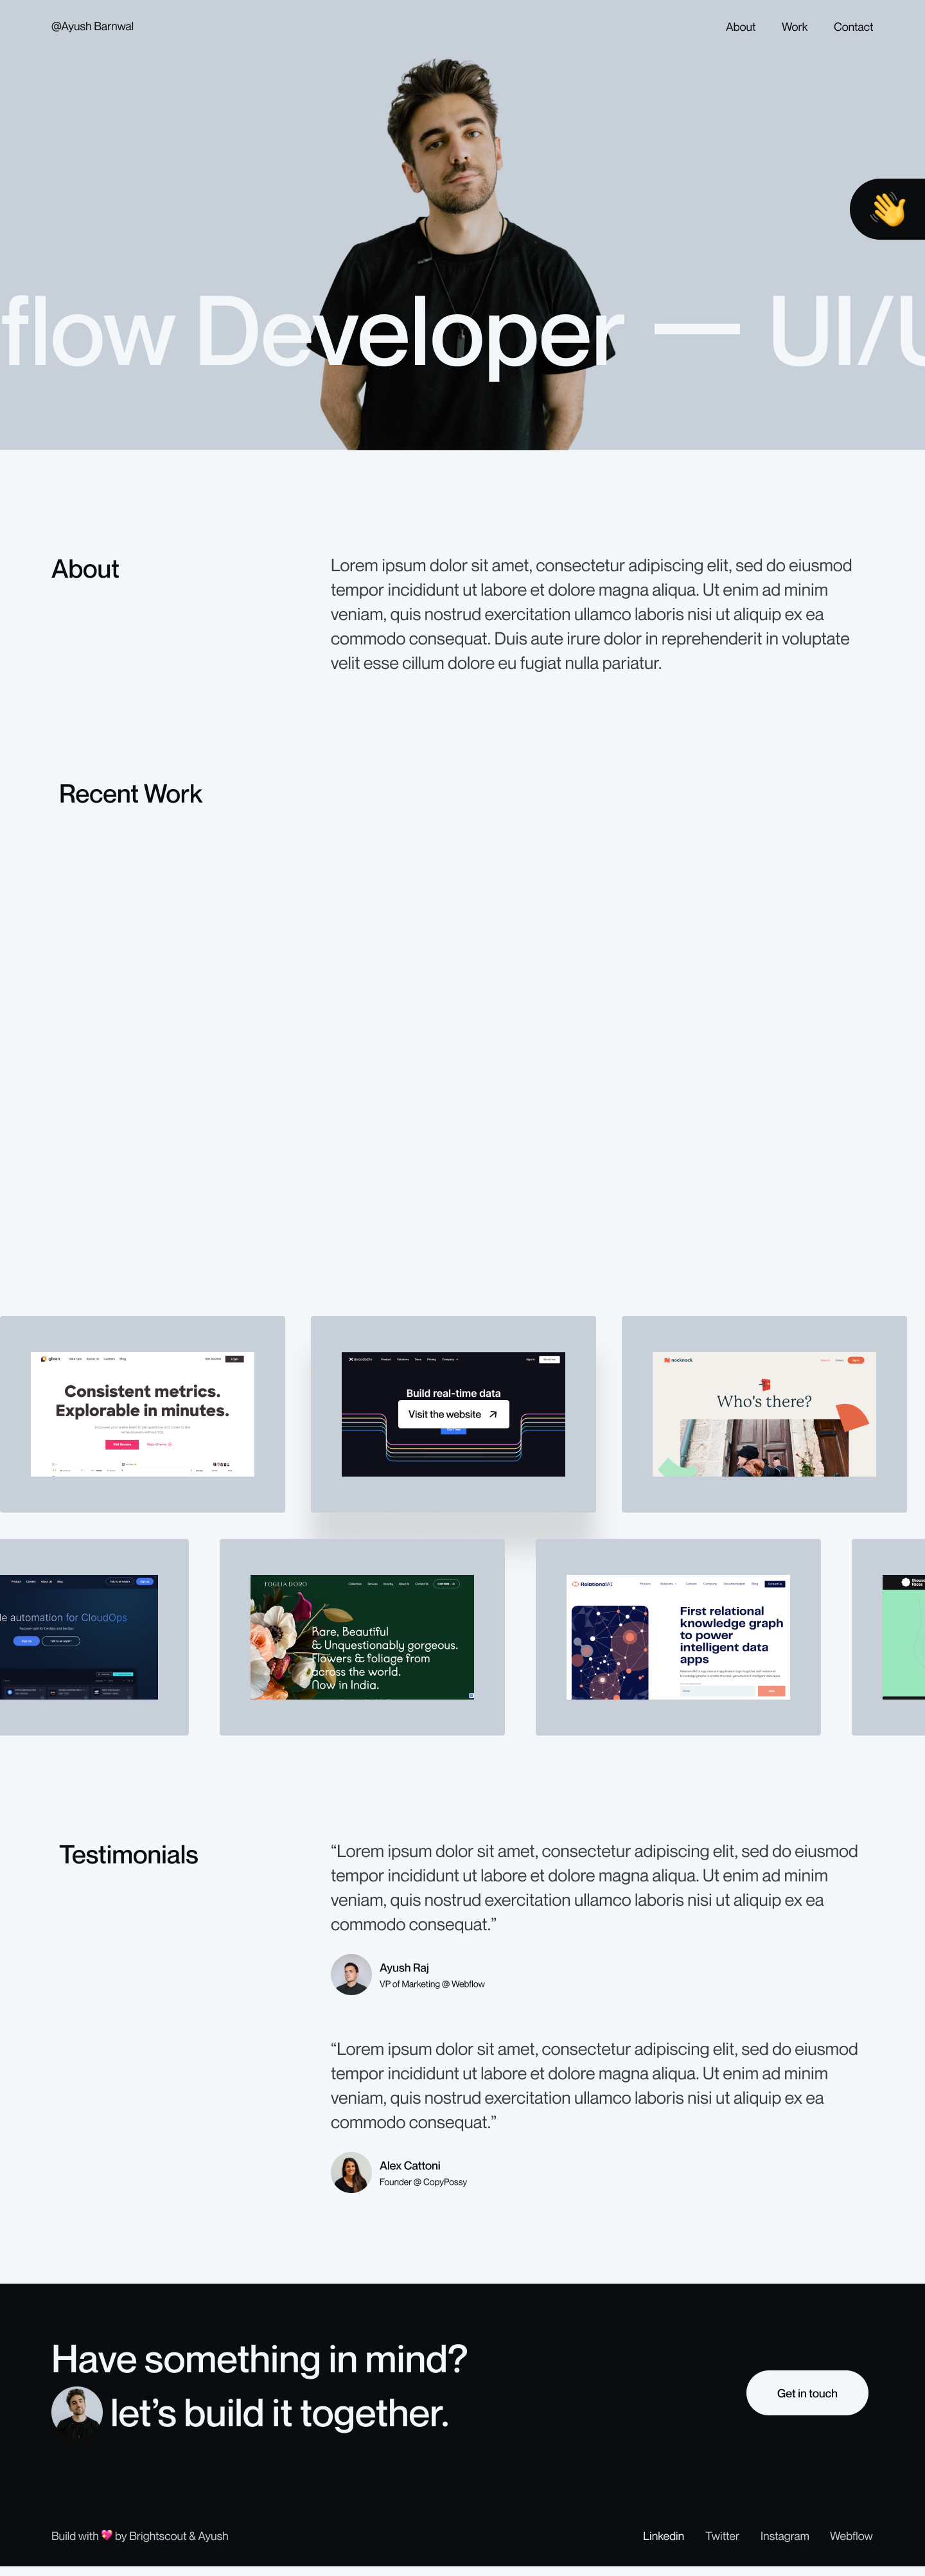 @Ayush Barnwal
About Work Contact
flow Developer — UI/U
About
Lorem ipsum dolor sit amet, consectetur adipiscing elit, sed do eiusmod
tempor incididunt ut labore et dolore magna aliqua. Ut enim ad minim
veniam, quis nostrud exercitation ullamco laboris nisi ut aliquip ex ea
commodo consequat. Duis aute irure dolor in reprehenderit in voluptate
velit esse cillum dolore eu fugiat nulla pariatur.
Recent Work
Consistent metrics.
Explorable in minutes.
Build real-time data
Visit the website
nocknock
Who's there?
le automation for CloudOps
FOGLIA D'ORO
Rare, Beautiful
& Unquestionably gorgeous.
Flowers & foliage from
across the world.
Now in India.
RelationalAI
First relational
knowledge graph
to power
intelligent data
apps
Testimonials
“Lorem ipsum dolor sit amet, consectetur adipiscing elit, sed do eiusmod
tempor incididunt ut labore et dolore magna aliqua. Ut enim ad minim
veniam, quis nostrud exercitation ullamco laboris nisi ut aliquip ex ea
commodo consequat.”
Ayush Raj
VP of Marketing @ Webflow
“Lorem ipsum dolor sit amet, consectetur adipiscing elit, sed do eiusmod
tempor incididunt ut labore et dolore magna aliqua. Ut enim ad minim
veniam, quis nostrud exercitation ullamco laboris nisi ut aliquip ex ea
commodo consequat.”
Alex Cattoni
Founder @ CopyPossy
Have something in mind?
let’s build it together.
Get in touch
Build with 💖 by Brightscout & Ayush
Linkedin Twitter Instagram Webflow